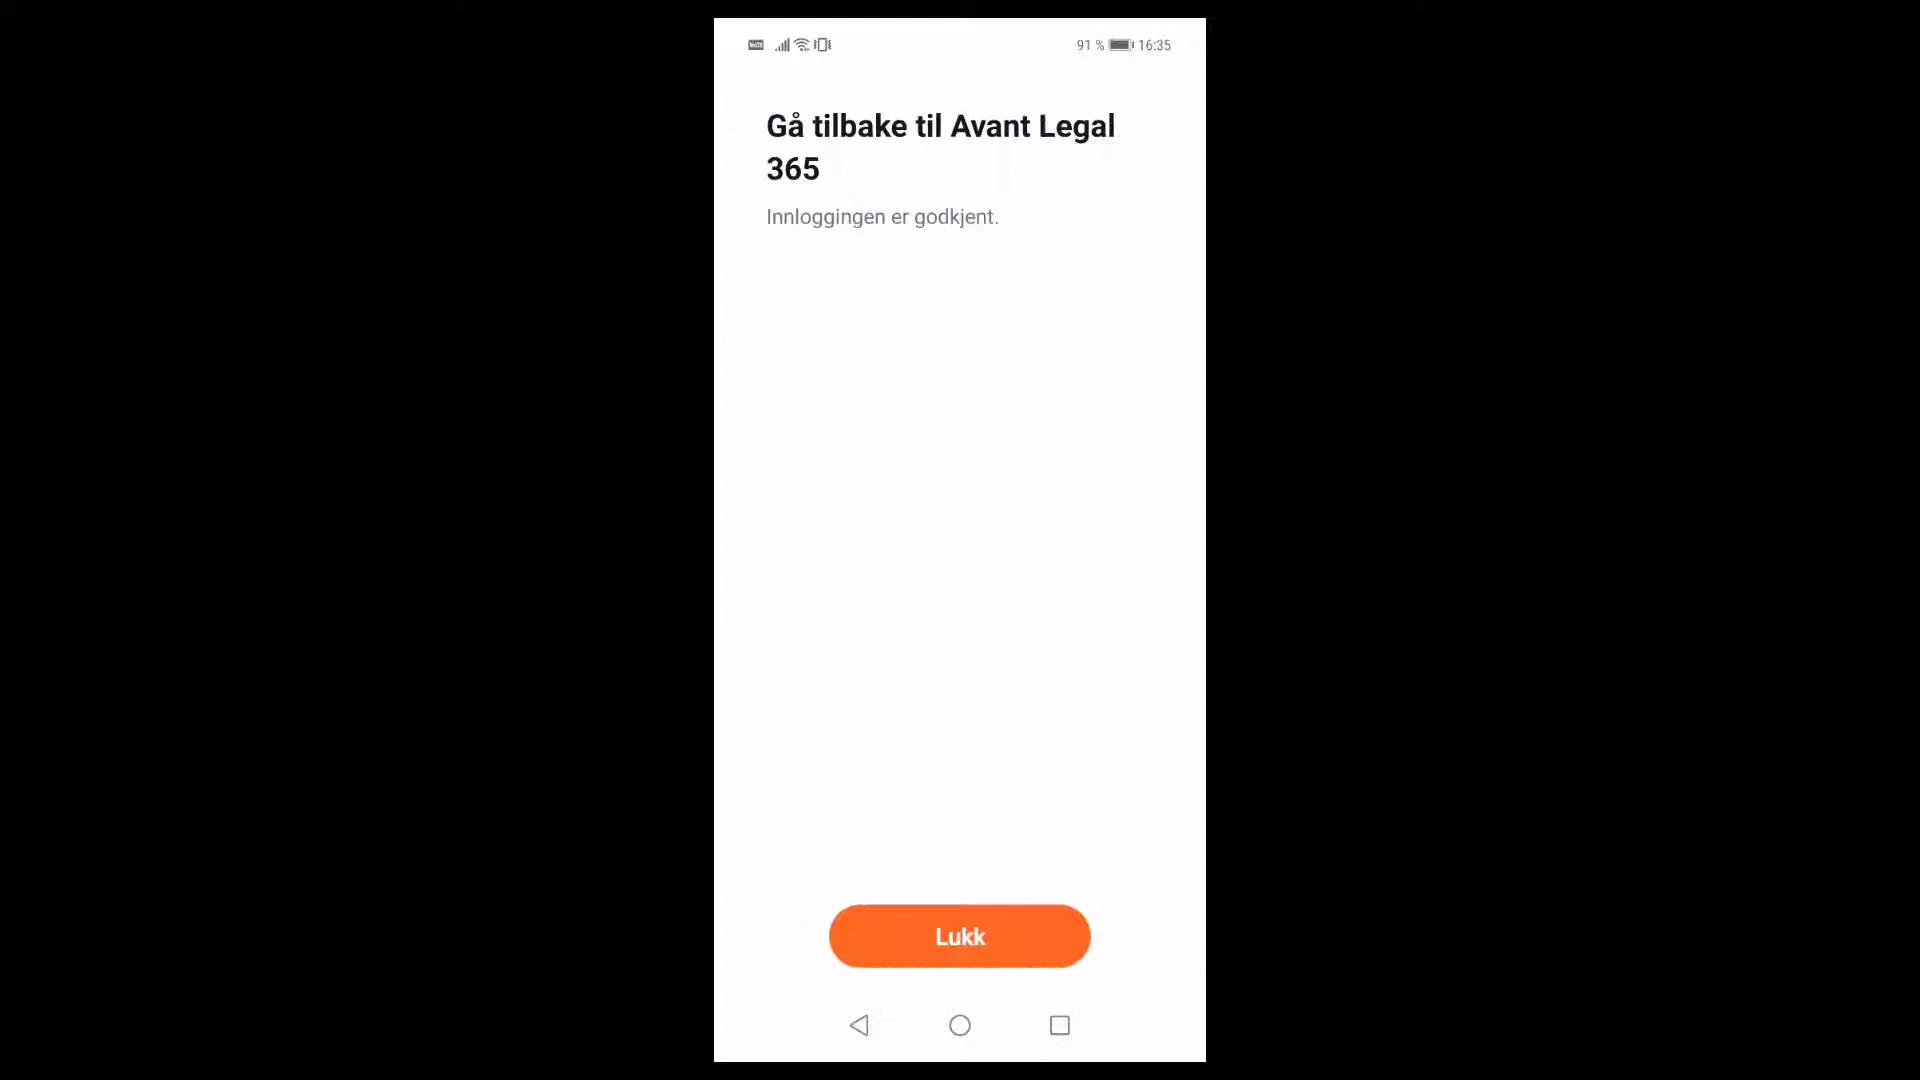 91 % 16:35
Gå tilbake til Avant Legal
365
Innloggingen er godkjent.
Lukk